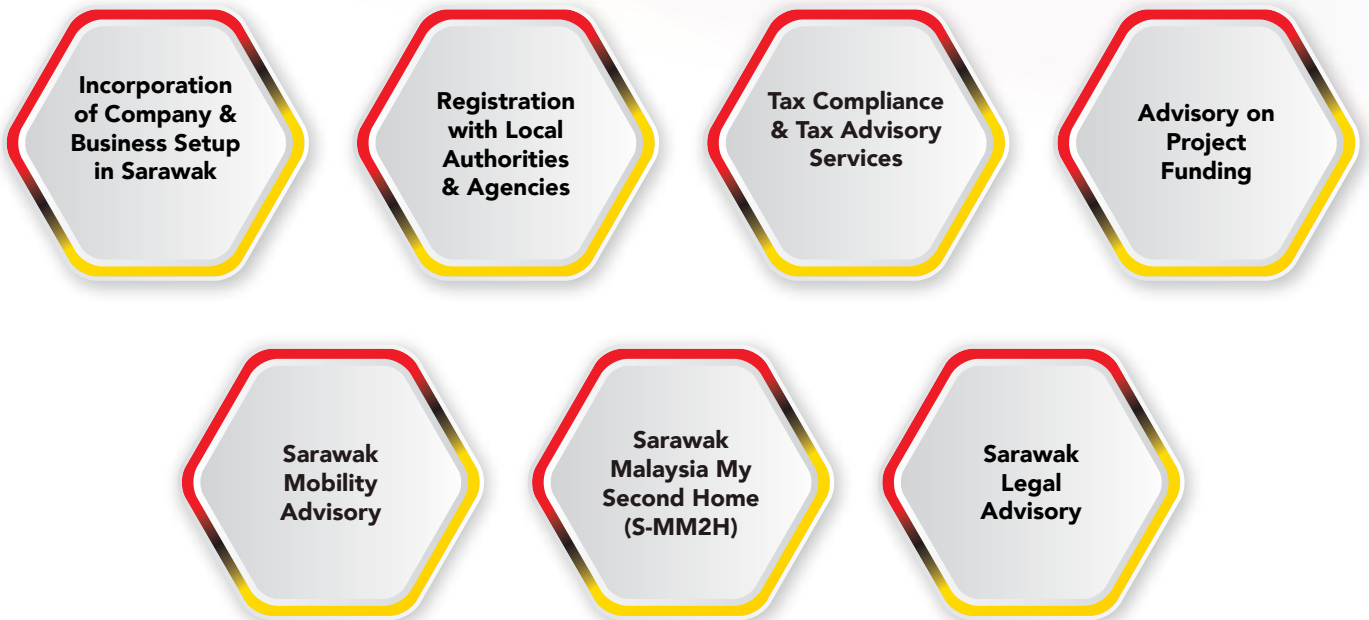 Incorporation
of Company &
Business Setup
in Sarawak
Registration
with Local
Authorities
& Agencies
Tax Compliance
& Tax Advisory
Services
Advisory on
Project
Funding
Sarawak
Mobility
Advisory
Sarawak
Malaysia My
Second Home
(S-MM2H)
Sarawak
Legal
Advisory